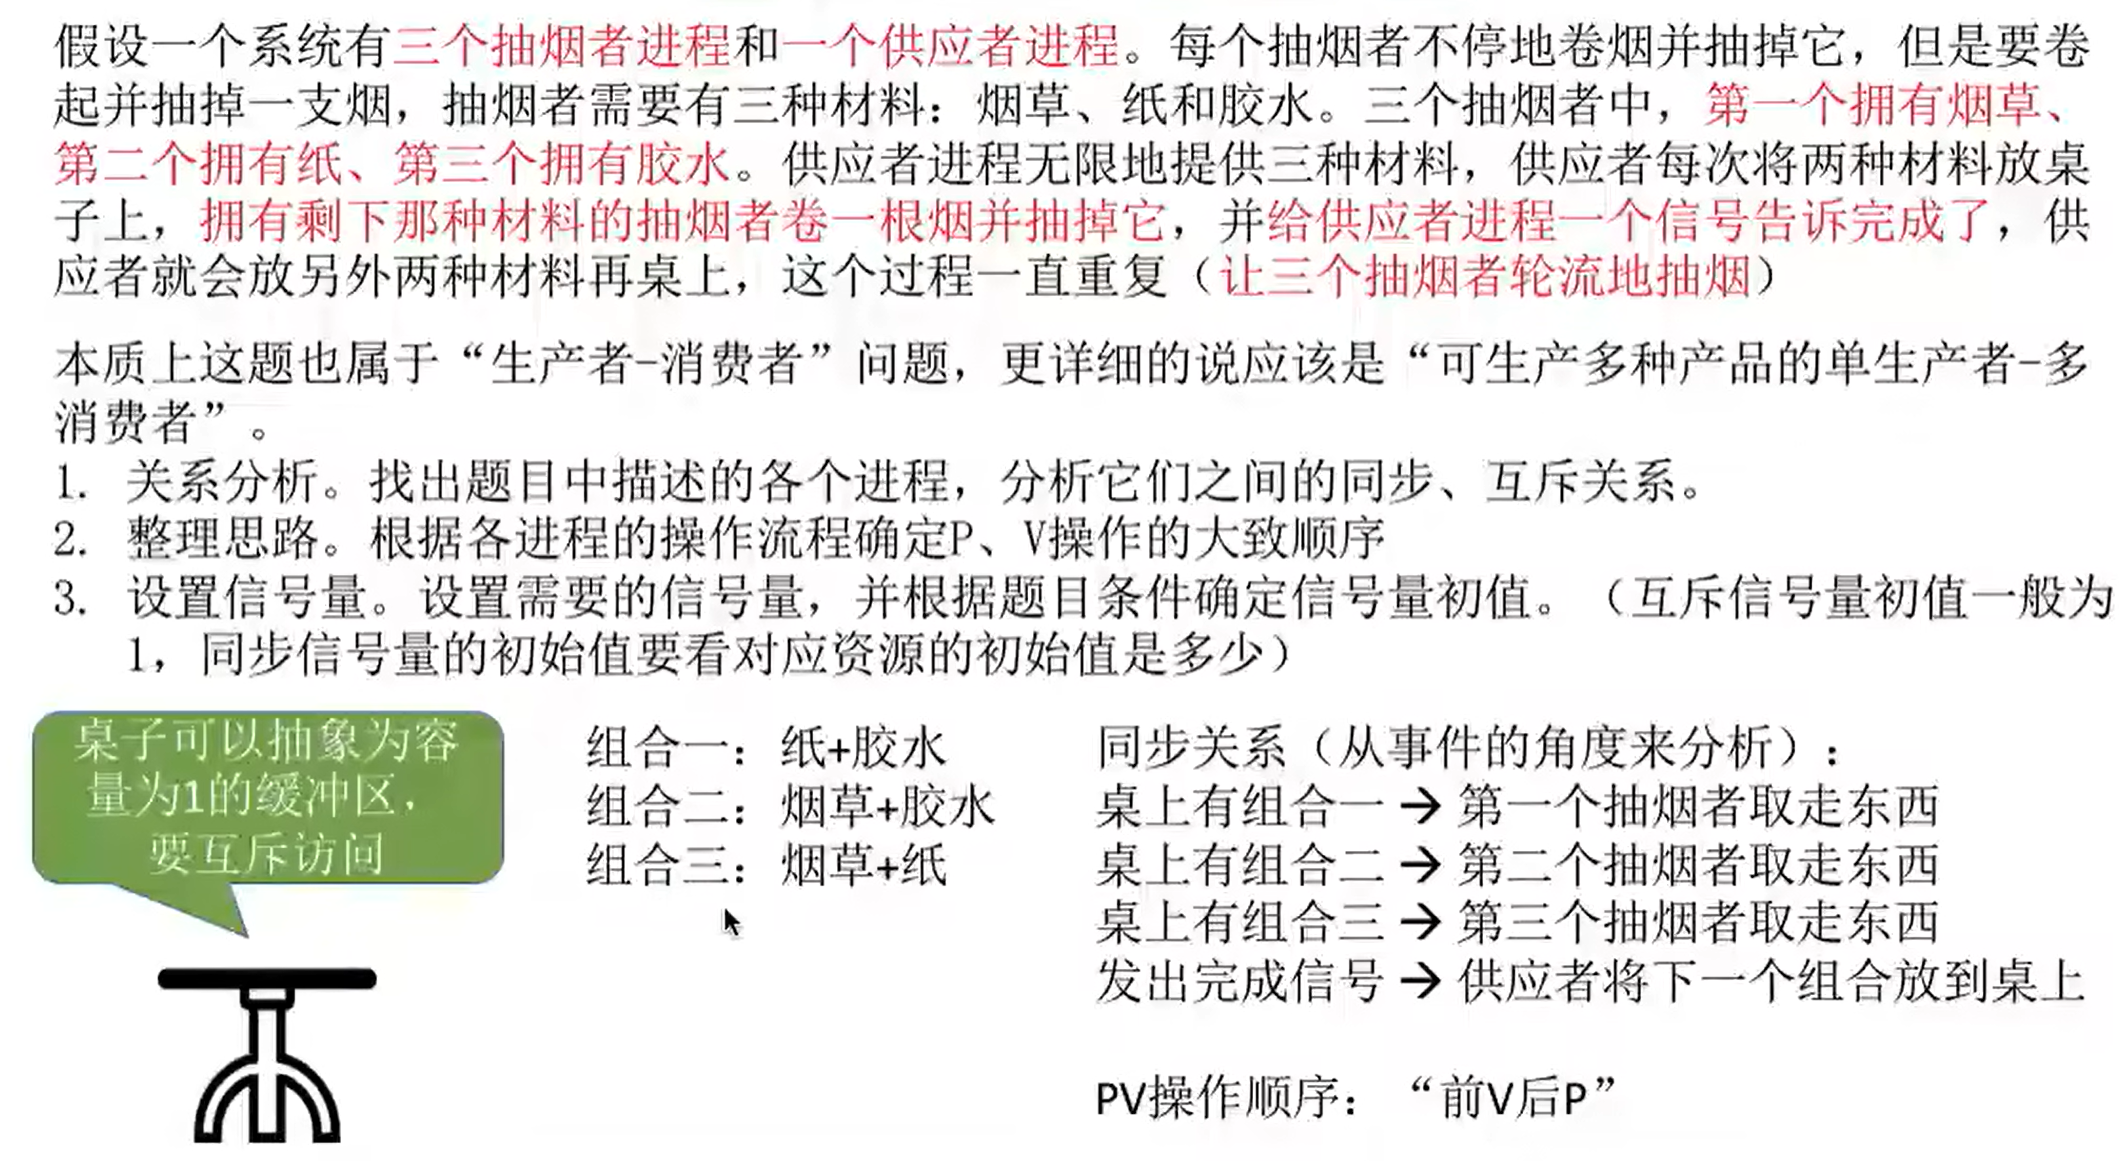 假设一个系统有三个抽烟者进程和一个供应者进程。每个抽烟者不停地卷烟并抽掉它，但是要卷
起并抽掉一支烟，抽烟者需要有三种材料：烟草、纸和胶水。三个抽烟者中，第一个拥有烟草、
第二个拥有纸、第三个拥有胶水。供应者进程无限地提供三种材料，供应者每次将两种材料放桌
子上，拥有剩下那种材料的抽烟者卷一根烟并抽掉它，并给供应者进程一个信号告诉完成了，供
应者就会放另外两种材料再桌上，这个过程一直重复（让三个抽烟者轮流地抽烟）
本质上这题也属于“生产者-消费者”问题，更详细的说应该是“可生产多种产品的单生产者-多
消费者”。
1. 关系分析。找出题目中描述的各个进程，分析它们之间的同步、互斥关系。
2. 整理思路。根据各进程的操作流程确定P、V操作的大致顺序
3. 设置信号量。设置需要的信号量，并根据题目条件确定信号量初值。（互斥信号量初值一般为
1，同步信号量的初始值要看对应资源的初始值是多少）
桌子可以抽象为容
量为1的缓冲区，
要互斥访问
组合一：纸+胶水
组合二：烟草+胶水
组合三：烟草+纸
同步关系（从事件的角度来分析）：
桌上有组合一→第一个抽烟者取走东西
桌上有组合二→第二个抽烟者取走东西
桌上有组合三→第三个抽烟者取走东西
发出完成信号→供应者将下一个组合放到桌上
PV操作顺序：“前V后P”